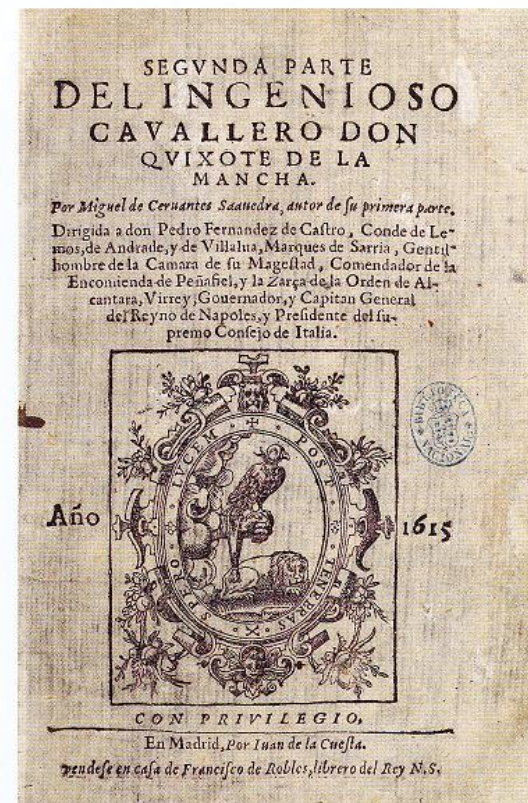 SEGVNDA PARTE
DEL INGENIOSO
CAVALLERO DON
QVIXOTE DE LA
MANCHA.
Por Miguel de Ceruantes Saauedra, autor de ſu primera parte.
Dirigida a don Pedro Fernandez de Caſtro, Conde de Le-
mos, de Andrade, y de Villalua, Marques de Sarria, Gentil-
hombre de la Camara de ſu Mageſtad, Comendador de la
Encomienda de Peñafiel, y la Zarça de la Orden de Al-
cantara, Virrey, Gouernador, y Capitan General
del Reyno de Napoles, y Preſidente del ſu-
premo Conſejo de Italia.
SPERO LVCEM POST TENEBRAS
Año
1615
BIBLIOTECA NACIONAL
CON PRIVILEGIO,
En Madrid, Por Iuan de la Cueſta.
vendeſe en caſa de Franciſco de Robles, librero del Rey N.S.